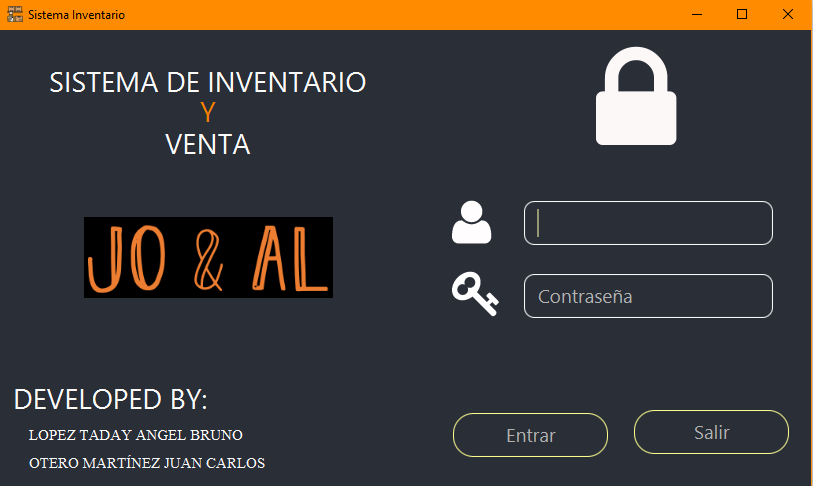 Sistema Inventario
SISTEMA DE INVENTARIO
Y
VENTA
JO & AL
Contraseña
DEVELOPED BY:
LOPEZ TADAY ANGEL BRUNO
OTERO MARTÍNEZ JUAN CARLOS
Entrar
Salir